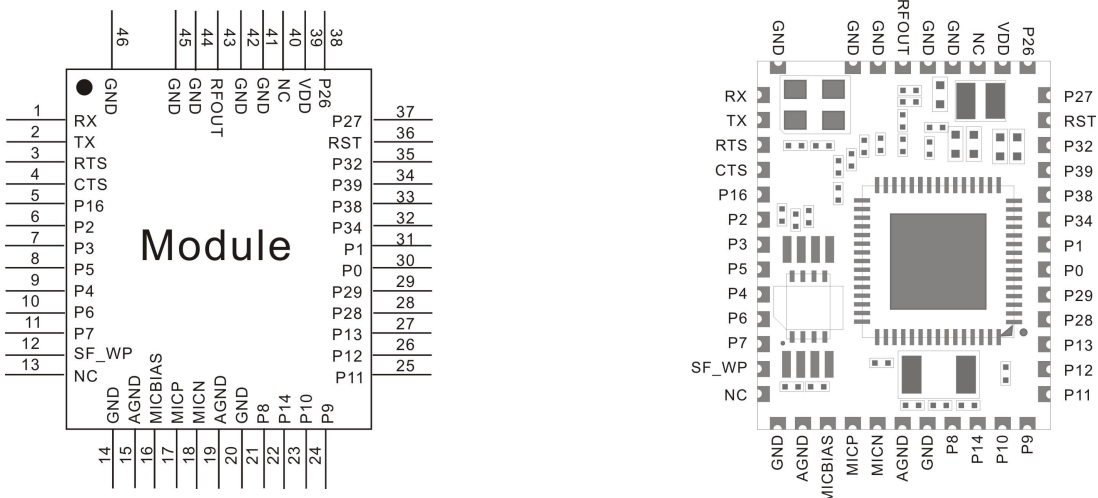 46 45 44 43 42 41 40 39 38
GND GND GND RFOUT GND GND NC VDD P26
1 RX
2 TX
3 RTS
4 CTS
5 P16
6 P2
7 P3
8 P5
9 P4
10 P6
11 P7
12 SF_WP
13 NC
Module
P27 37
RST 36
P32 35
P39 34
P38 33
P34 32
P1 31
P0 30
P29 29
P28 28
P13 27
P12 26
P11 25
GND AGND MICBIAS MICP MICN AGND GND P8 P14 P10 P9
14 15 16 17 18 19 20 21 22 23 24
GND GND GND RFOUT GND GND NC VDD P26
RX
TX
RTS
CTS
P16
P2
P3
P5
P4
P6
P7
SF_WP
NC
P27
RST
P32
P39
P38
P34
P1
P0
P29
P28
P13
P12
P11
GND AGND MICBIAS MICP MICN AGND GND P8 P14 P10 P9